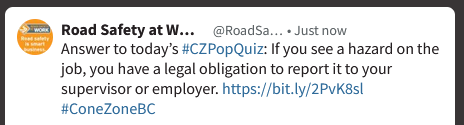 WORK
Road safety
is smart
business.
Road Safety at W... @RoadSa... • Just now
Answer to today's #CZPopQuiz: If you see a hazard on the
job, you have a legal obligation to report it to your
supervisor or employer. https://bit.ly/2PvK8sl
#ConeZoneBC